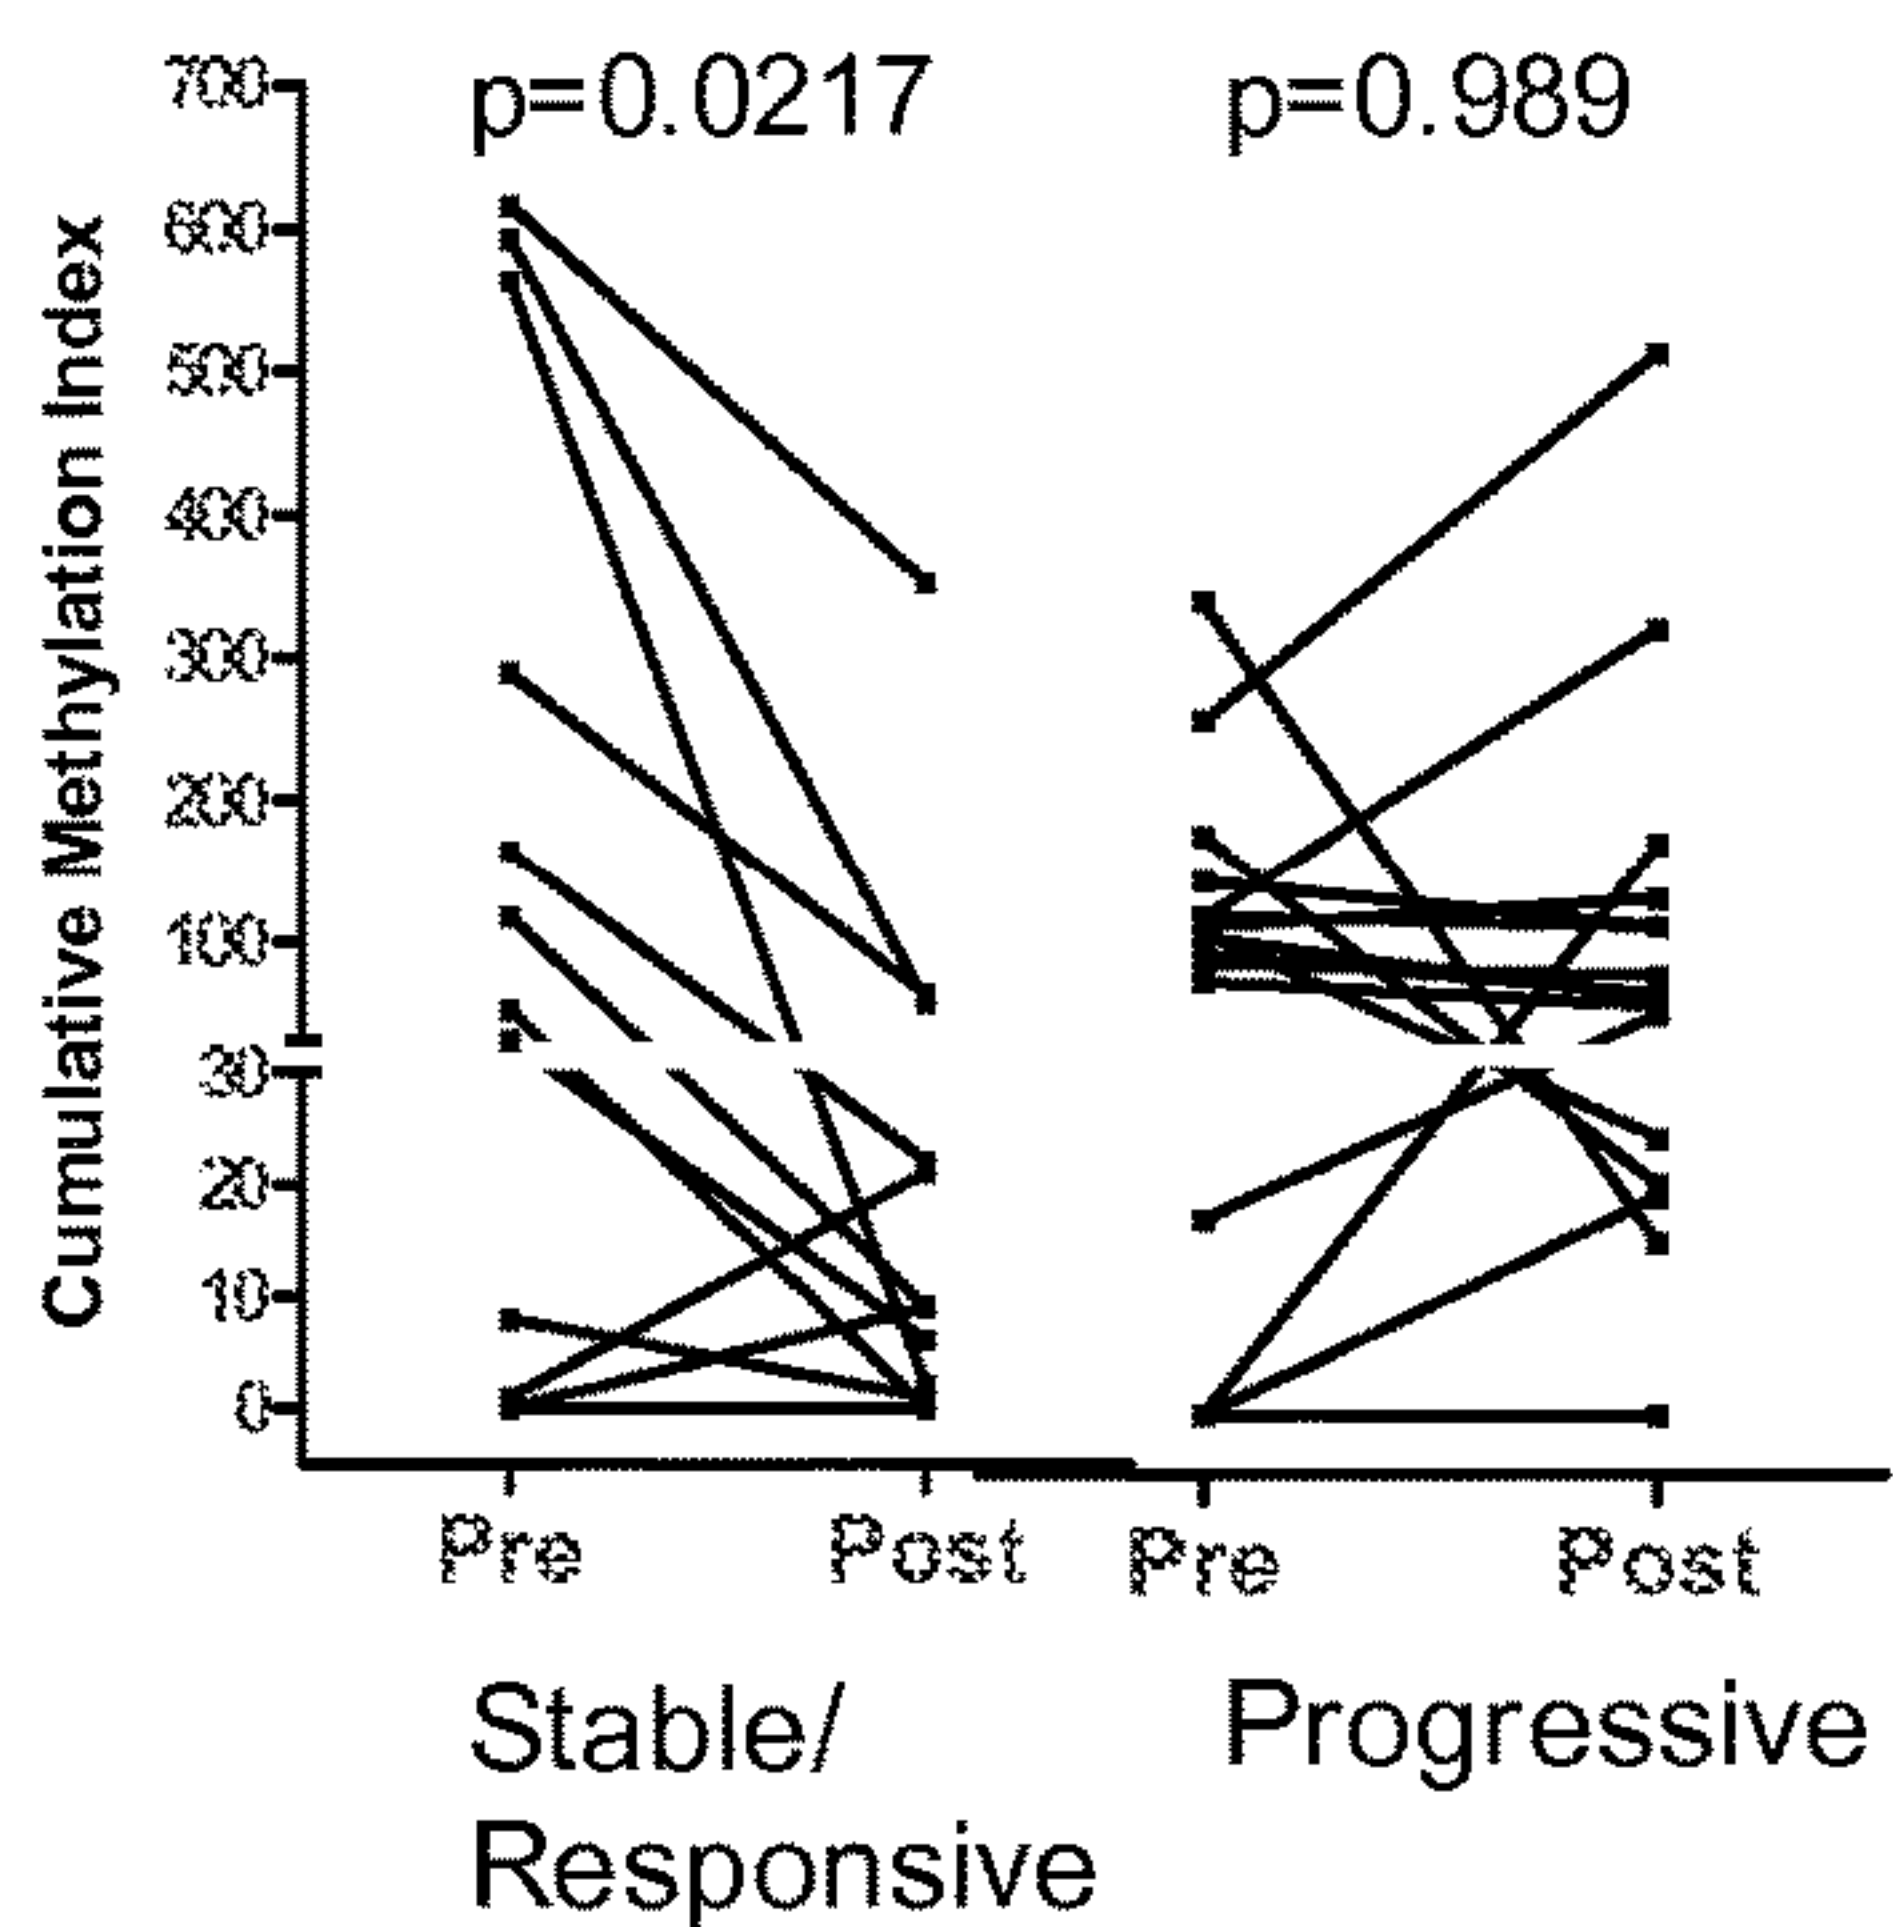 p=0.0217
p=0.989
Cumulative Methylation Index
700
600
500
400
300
200
100
30
20
10
0
Pre
Post
Pre
Post
Stable/
Responsive
Progressive